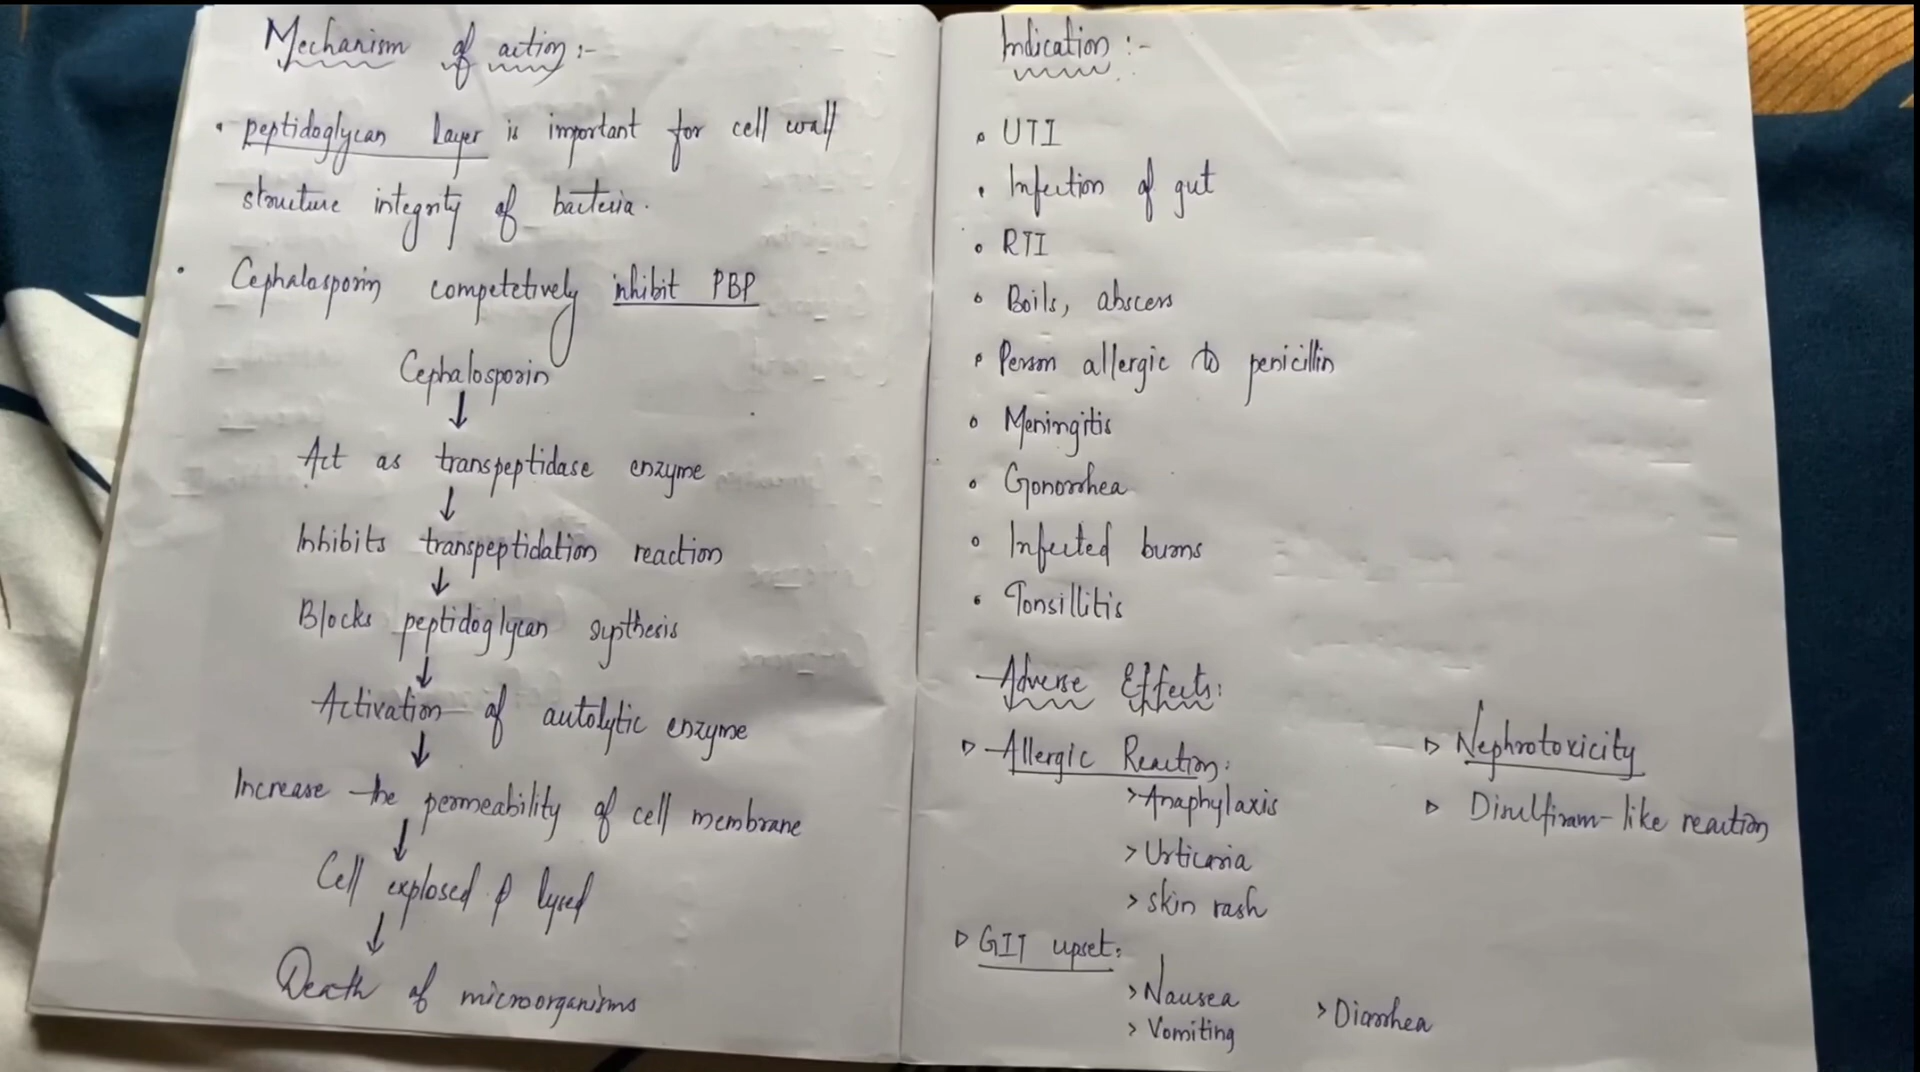 Mechanism of action :-
• peptidoglycan layer is important for cell wall
structure integrity of bacteria.
• Cephalosporin competetively inhibit PBP
Cephalosporin
↓
Act as transpeptidase enzyme
↓
Inhibits transpeptidation reaction
↓
Blocks peptidoglycan sypthesis
↓
Activation of autolytic enzyme
↓
Increase the permeability of cell membrane
↓
Cell explosed & lysed
↓
Death of microorganisms
Indication :-
• UTI
• Infection of gut
• RTI
• Boils, abscess
• Person allergic to penicillin
• Meningitis
• Gonorrhea
• Infected burns
• Tonsillitis
Adverse Effects:
▷ Allergic Reaction:
> Anaphylaxis
> Urticaria
> skin rash
▷ GIT upset:
> Nausea
> Vomiting
> Diarrhea
▷ Nephrotoxicity
▷ Disulfiram-like reaction